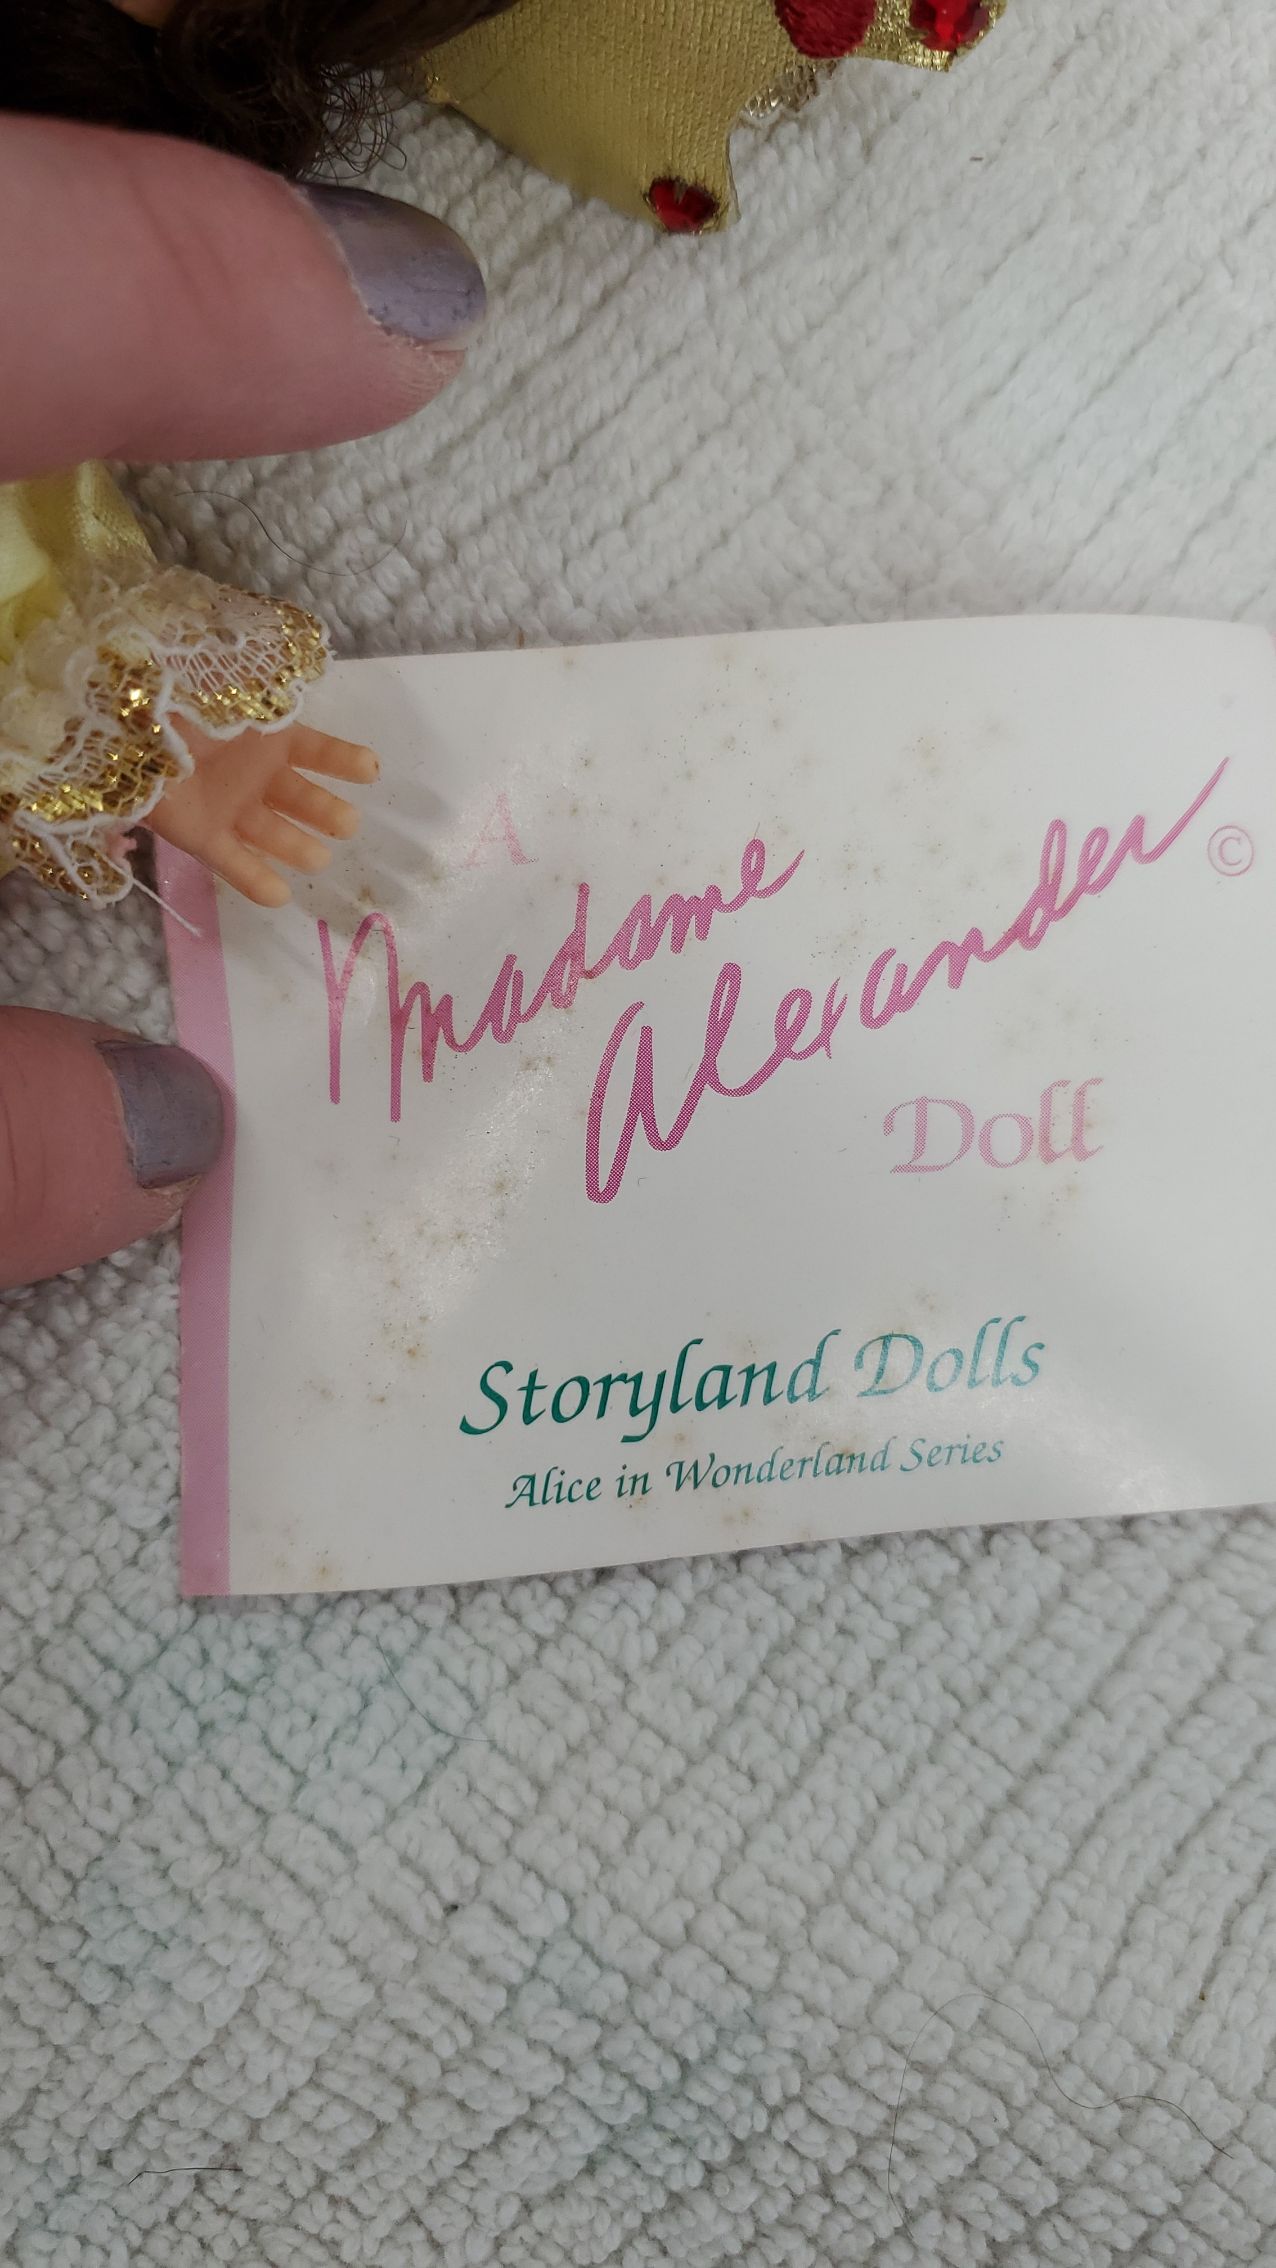 A
Madame
Alexander ©
Doll
Storyland Dolls
Alice in Wonderland Series